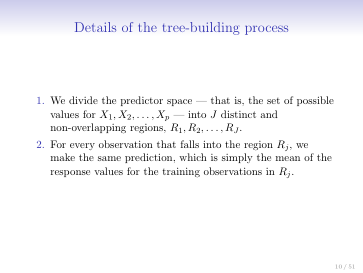 Details of the tree-building process
1. We divide the predictor space — that is, the set of possible
values for X₁, X₂, . . . , Xₚ — into J distinct and
non-overlapping regions, R₁, R₂, . . . , R_J.
2. For every observation that falls into the region Rⱼ, we
make the same prediction, which is simply the mean of the
response values for the training observations in Rⱼ.
10 / 51